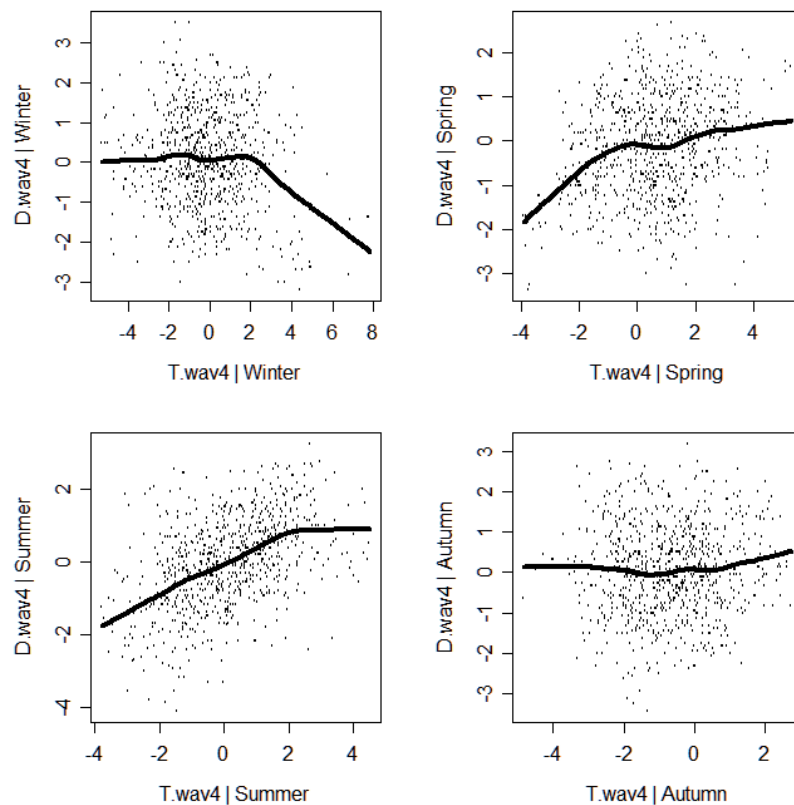 3
2
1
0
-1
-2
-3
D.wav4 | Winter
-4 -2 0 2 4 6 8
T.wav4 | Winter
2
1
0
-1
-2
-3
D.wav4 | Spring
-4 -2 0 2 4
T.wav4 | Spring
2
0
-2
-4
D.wav4 | Summer
-4 -2 0 2 4
T.wav4 | Summer
3
2
1
0
-1
-2
-3
D.wav4 | Autumn
-4 -2 0 2
T.wav4 | Autumn